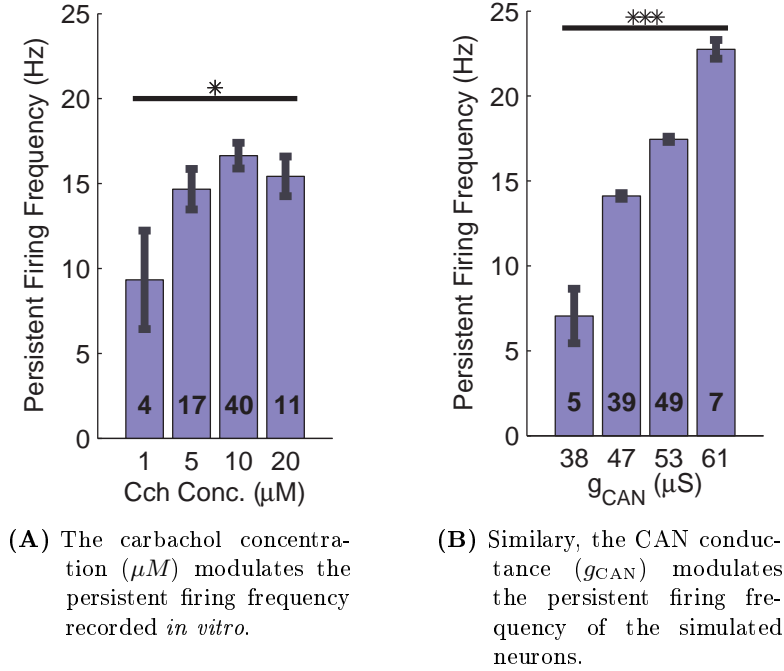 Persistent Firing Frequency (Hz)
25
20
15
10
5
0
*
4 17 40 11
1 5 10 20
Cch Conc. (μM)
(A) The carbachol concentra-
tion (μM) modulates the
persistent firing frequency
recorded in vitro.
Persistent Firing Frequency (Hz)
25
20
15
10
5
0
***
5 39 49 7
38 47 53 61
gCAN (μS)
(B) Similary, the CAN conduc-
tance (gCAN) modulates
the persistent firing fre-
quency of the simulated
neurons.